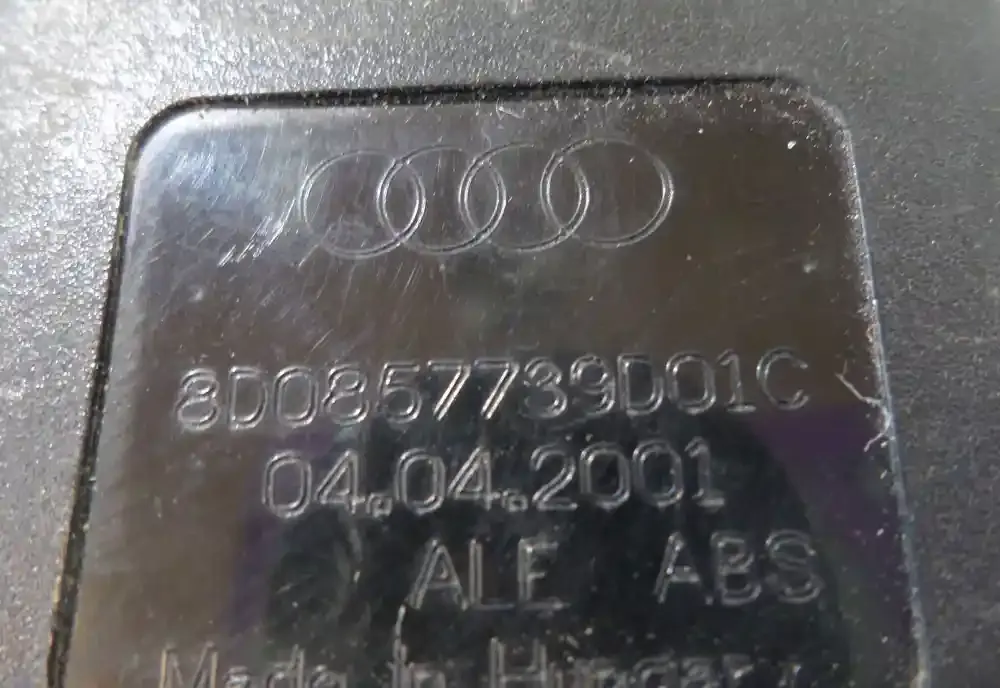 8D0857739D01C
04.04.2001
ALE ABS
Made In Hungary